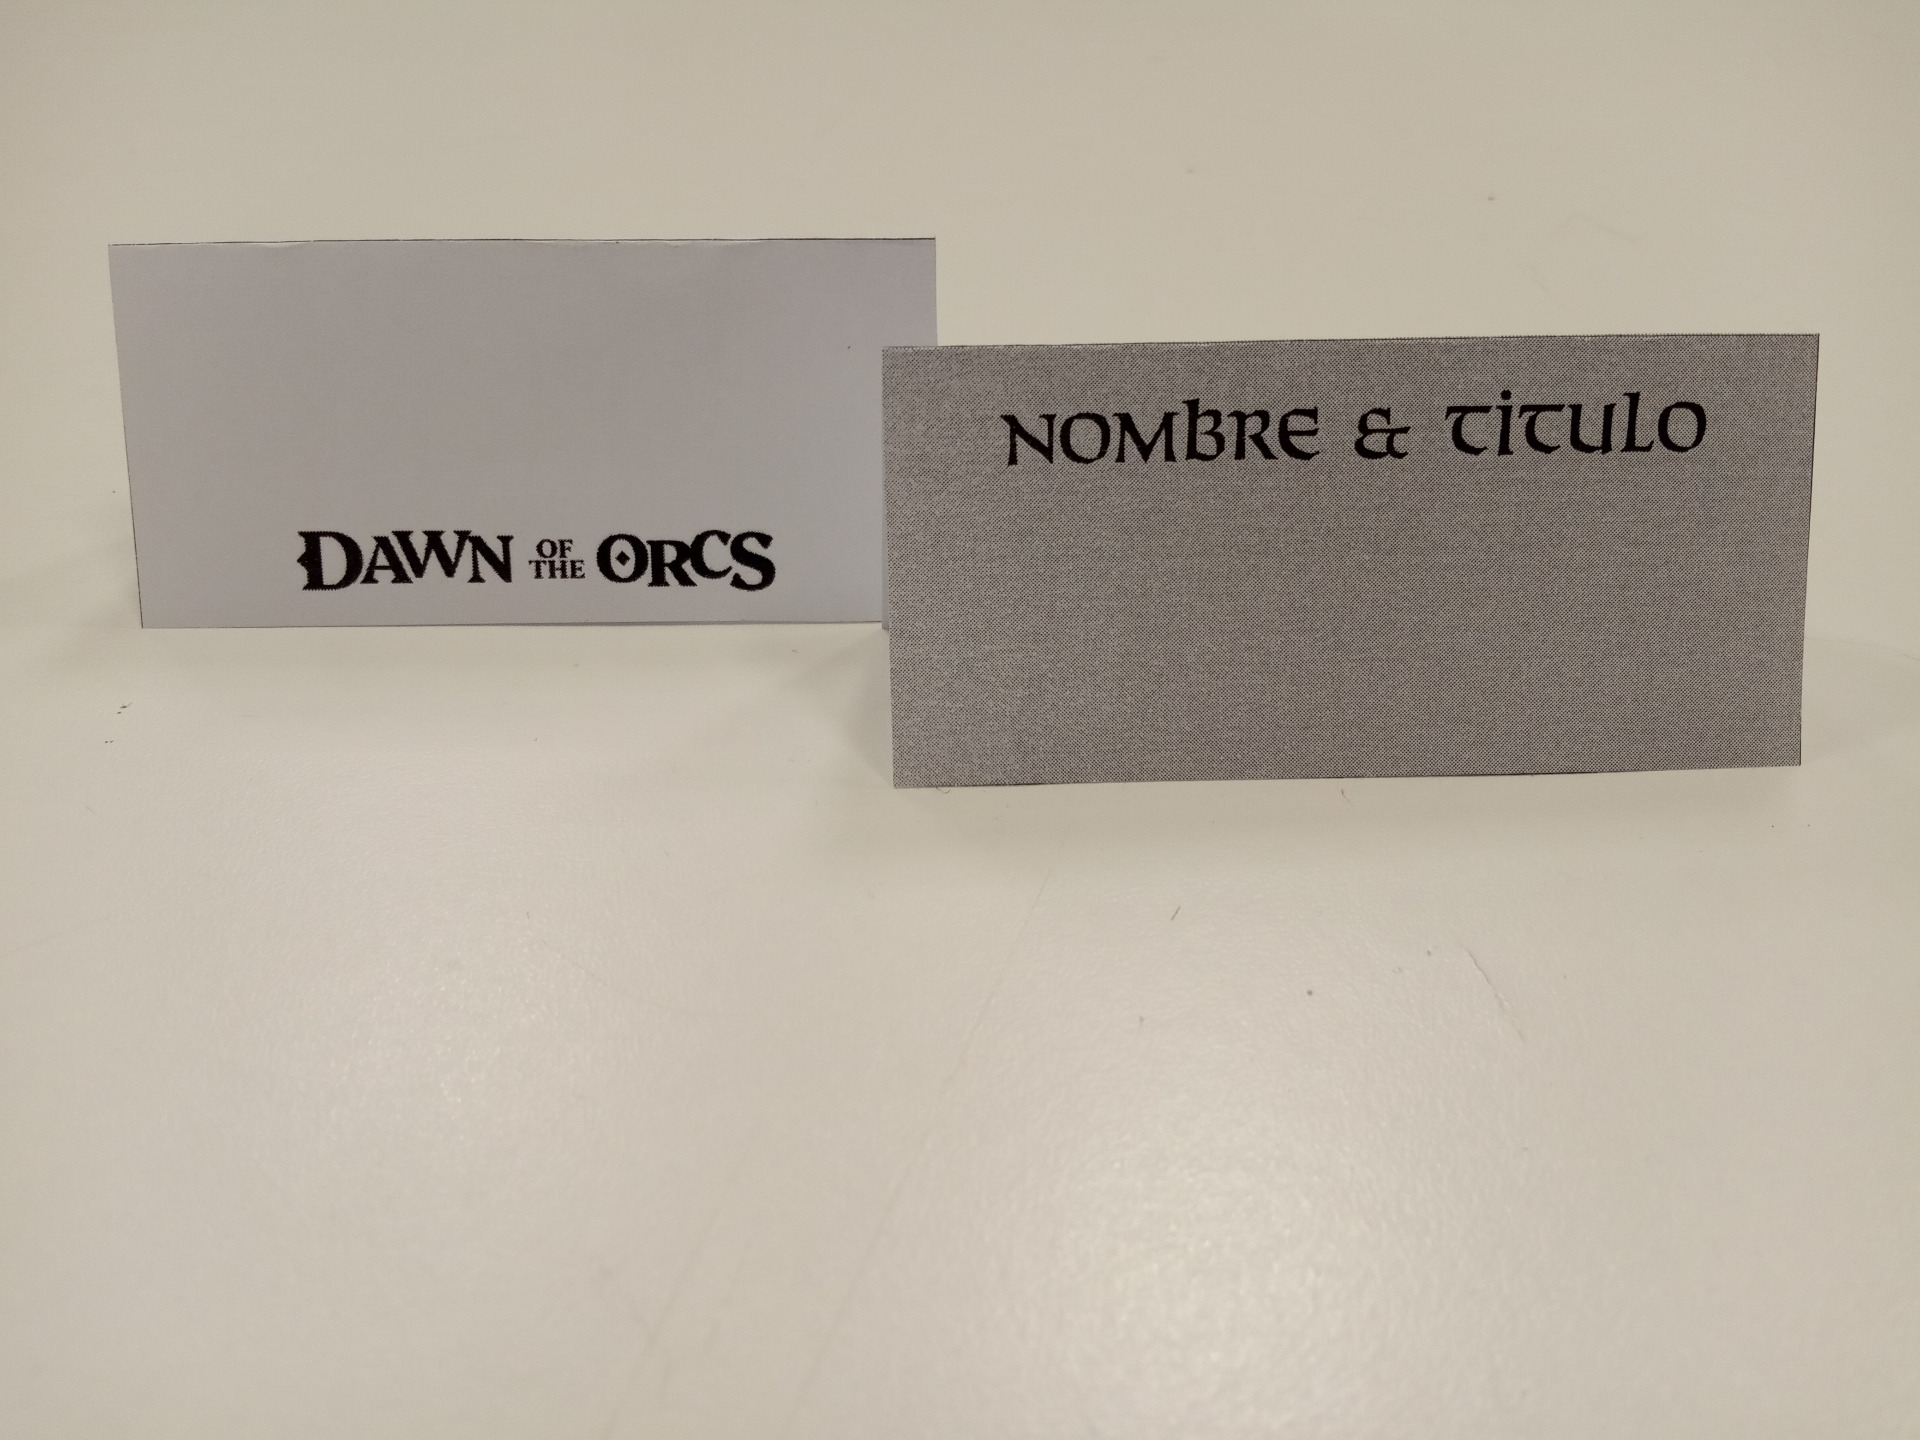 DAWN OF THE ORCS
NOMBRE & TITULO